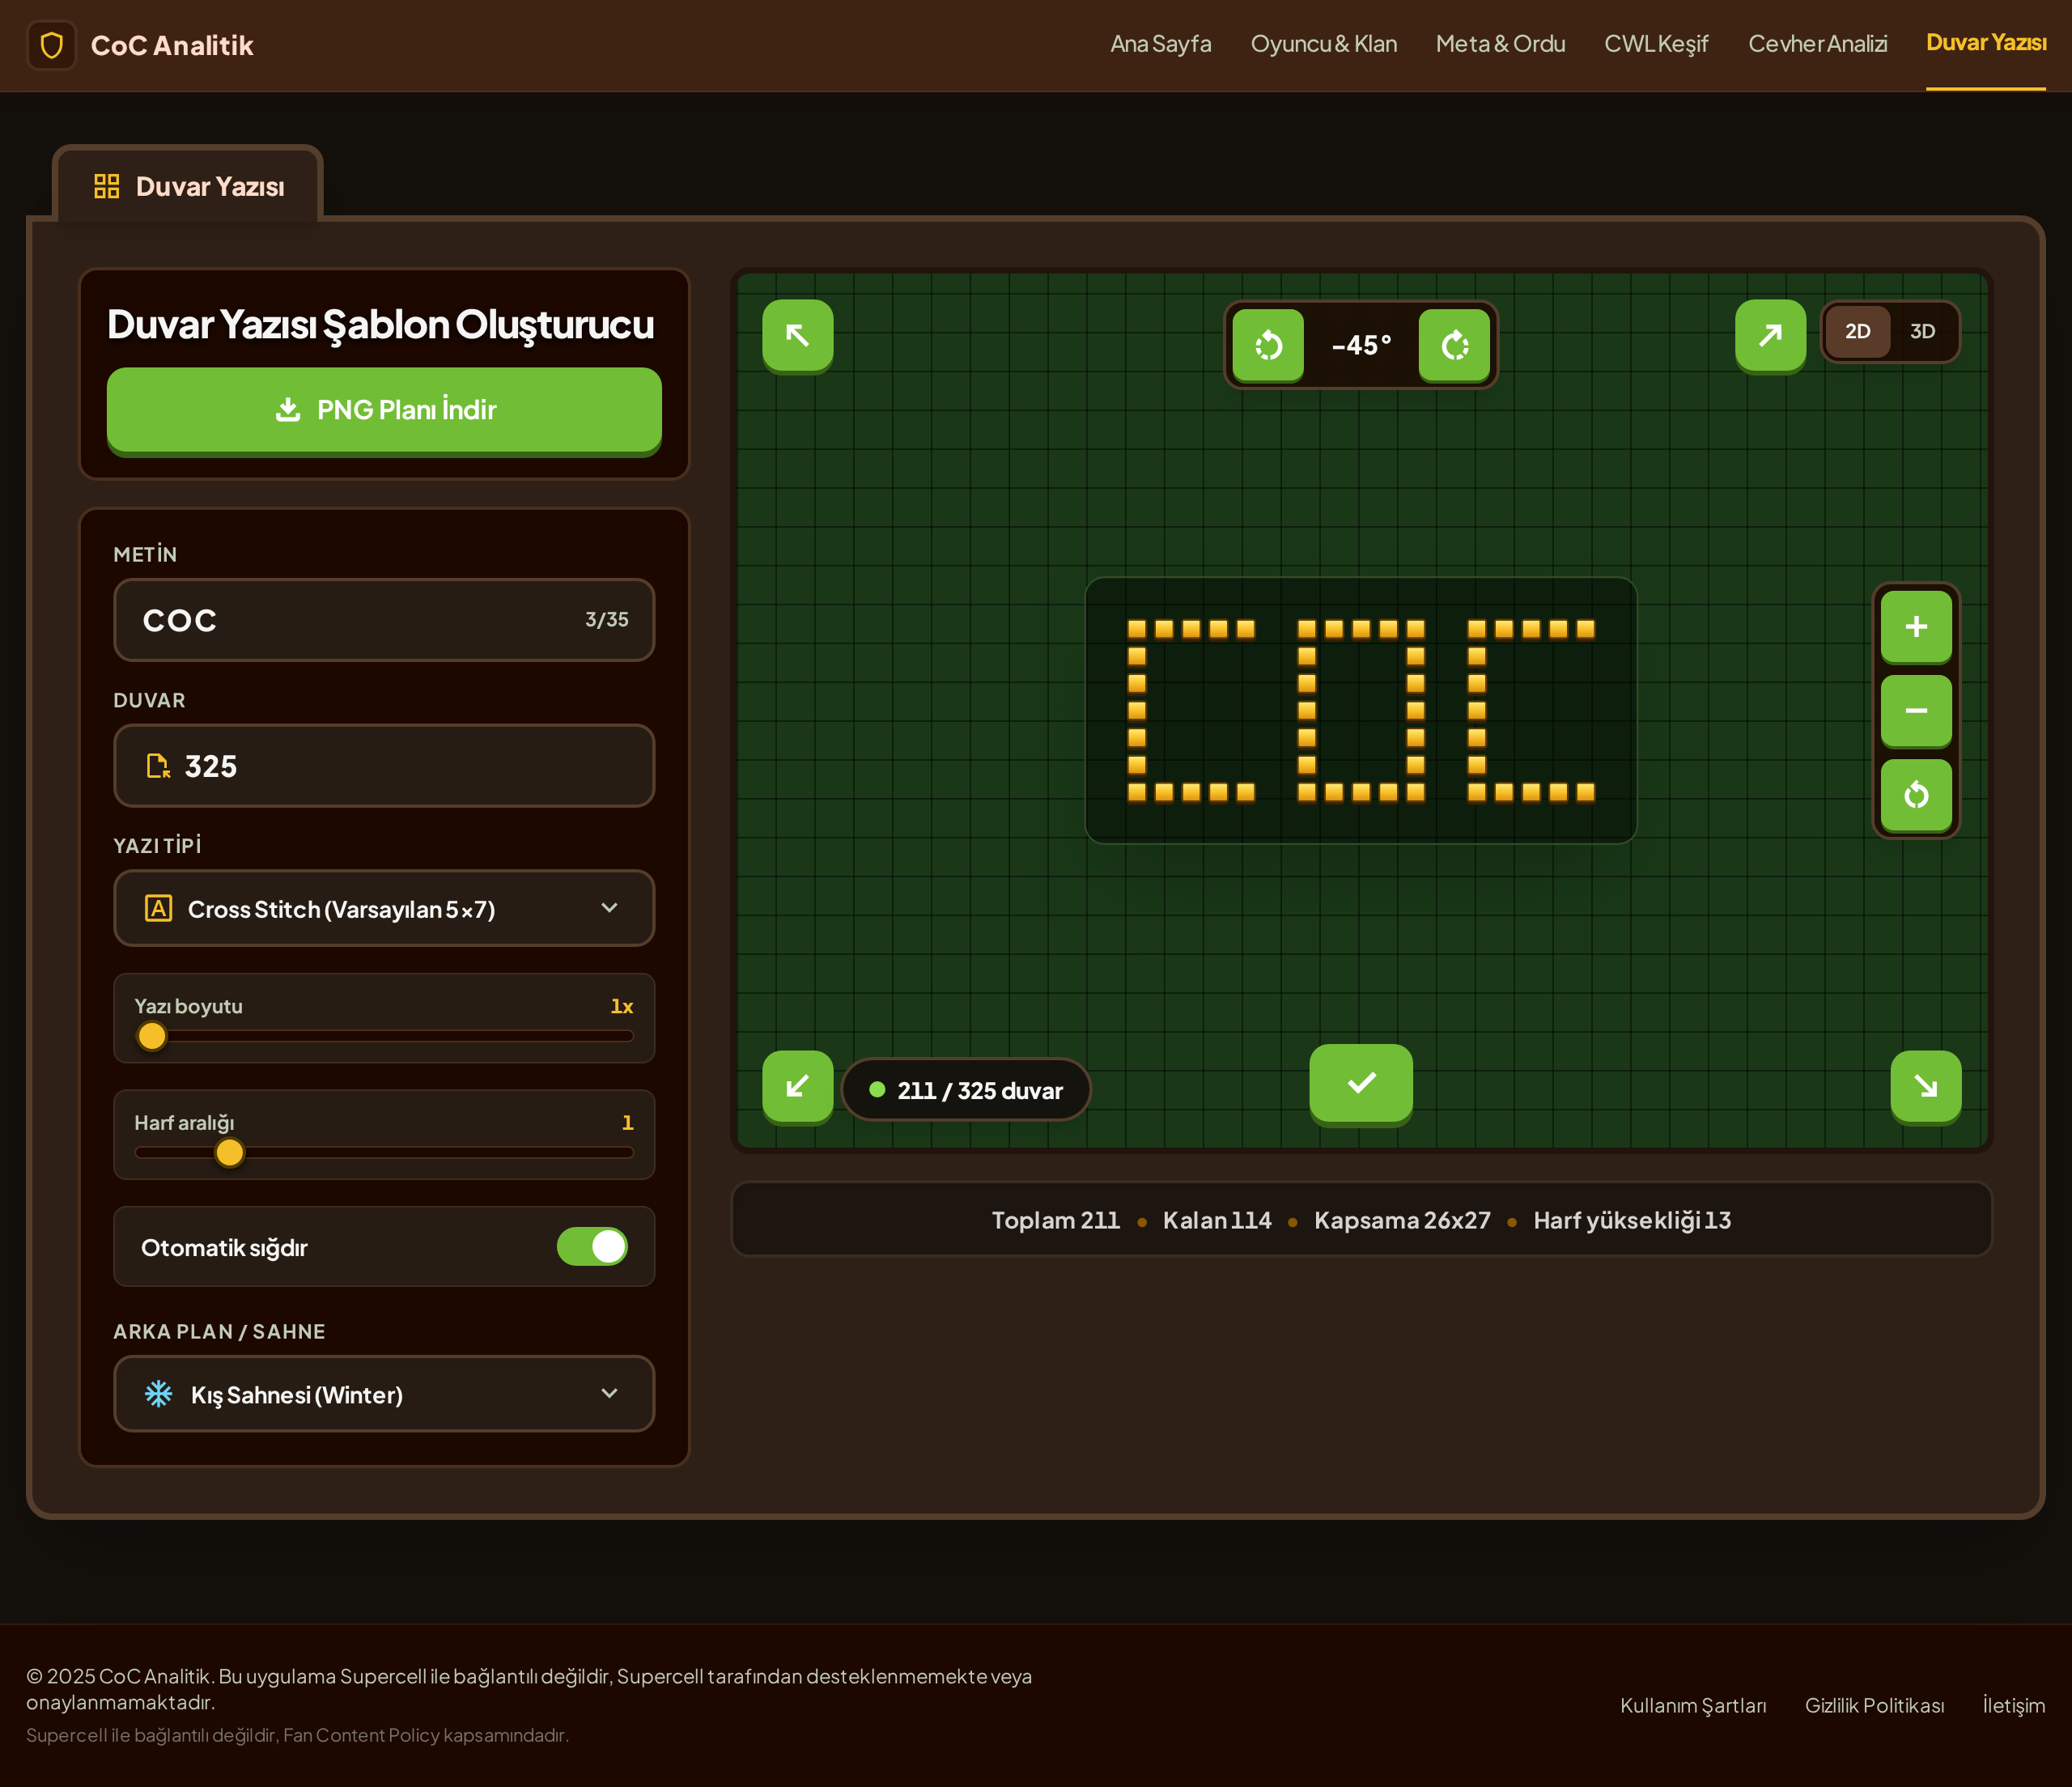 CoC Analitik
Ana Sayfa
Oyuncu & Klan
Meta & Ordu
CWL Keşif
Cevher Analizi
Duvar Yazısı
Duvar Yazısı
Duvar Yazısı Şablon Oluşturucu
PNG Planı İndir
METİN
COC 3/35
DUVAR
325
YAZI TİPİ
Cross Stitch (Varsayılan 5×7)
Yazı boyutu 1x
Harf aralığı 1
Otomatik sığdır
ARKA PLAN / SAHNE
Kış Sahnesi (Winter)
-45°
2D 3D
COC
211 / 325 duvar
Toplam 211 • Kalan 114 • Kapsama 26x27 • Harf yüksekliği 13
© 2025 CoC Analitik. Bu uygulama Supercell ile bağlantılı değildir, Supercell tarafından desteklenmemekte veya
onaylanmamaktadır.
Supercell ile bağlantılı değildir, Fan Content Policy kapsamındadır.
Kullanım Şartları
Gizlilik Politikası
İletişim